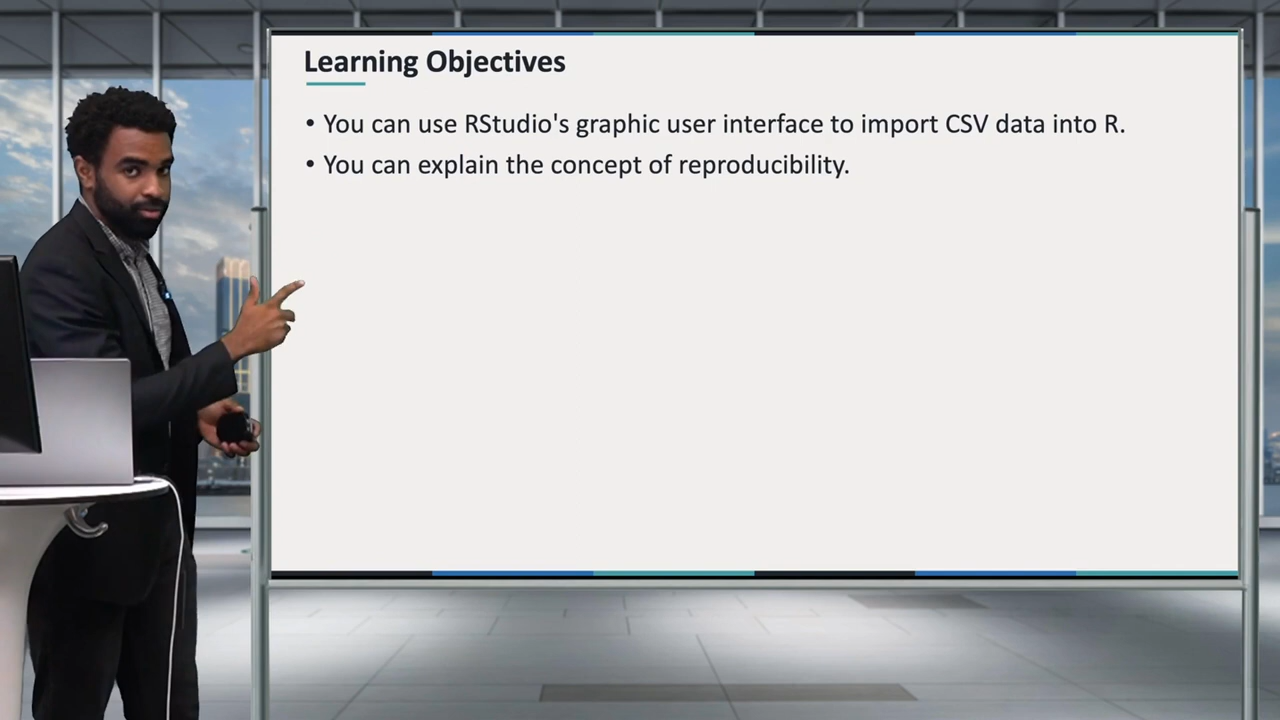 Learning Objectives
• You can use RStudio's graphic user interface to import CSV data into R.
• You can explain the concept of reproducibility.